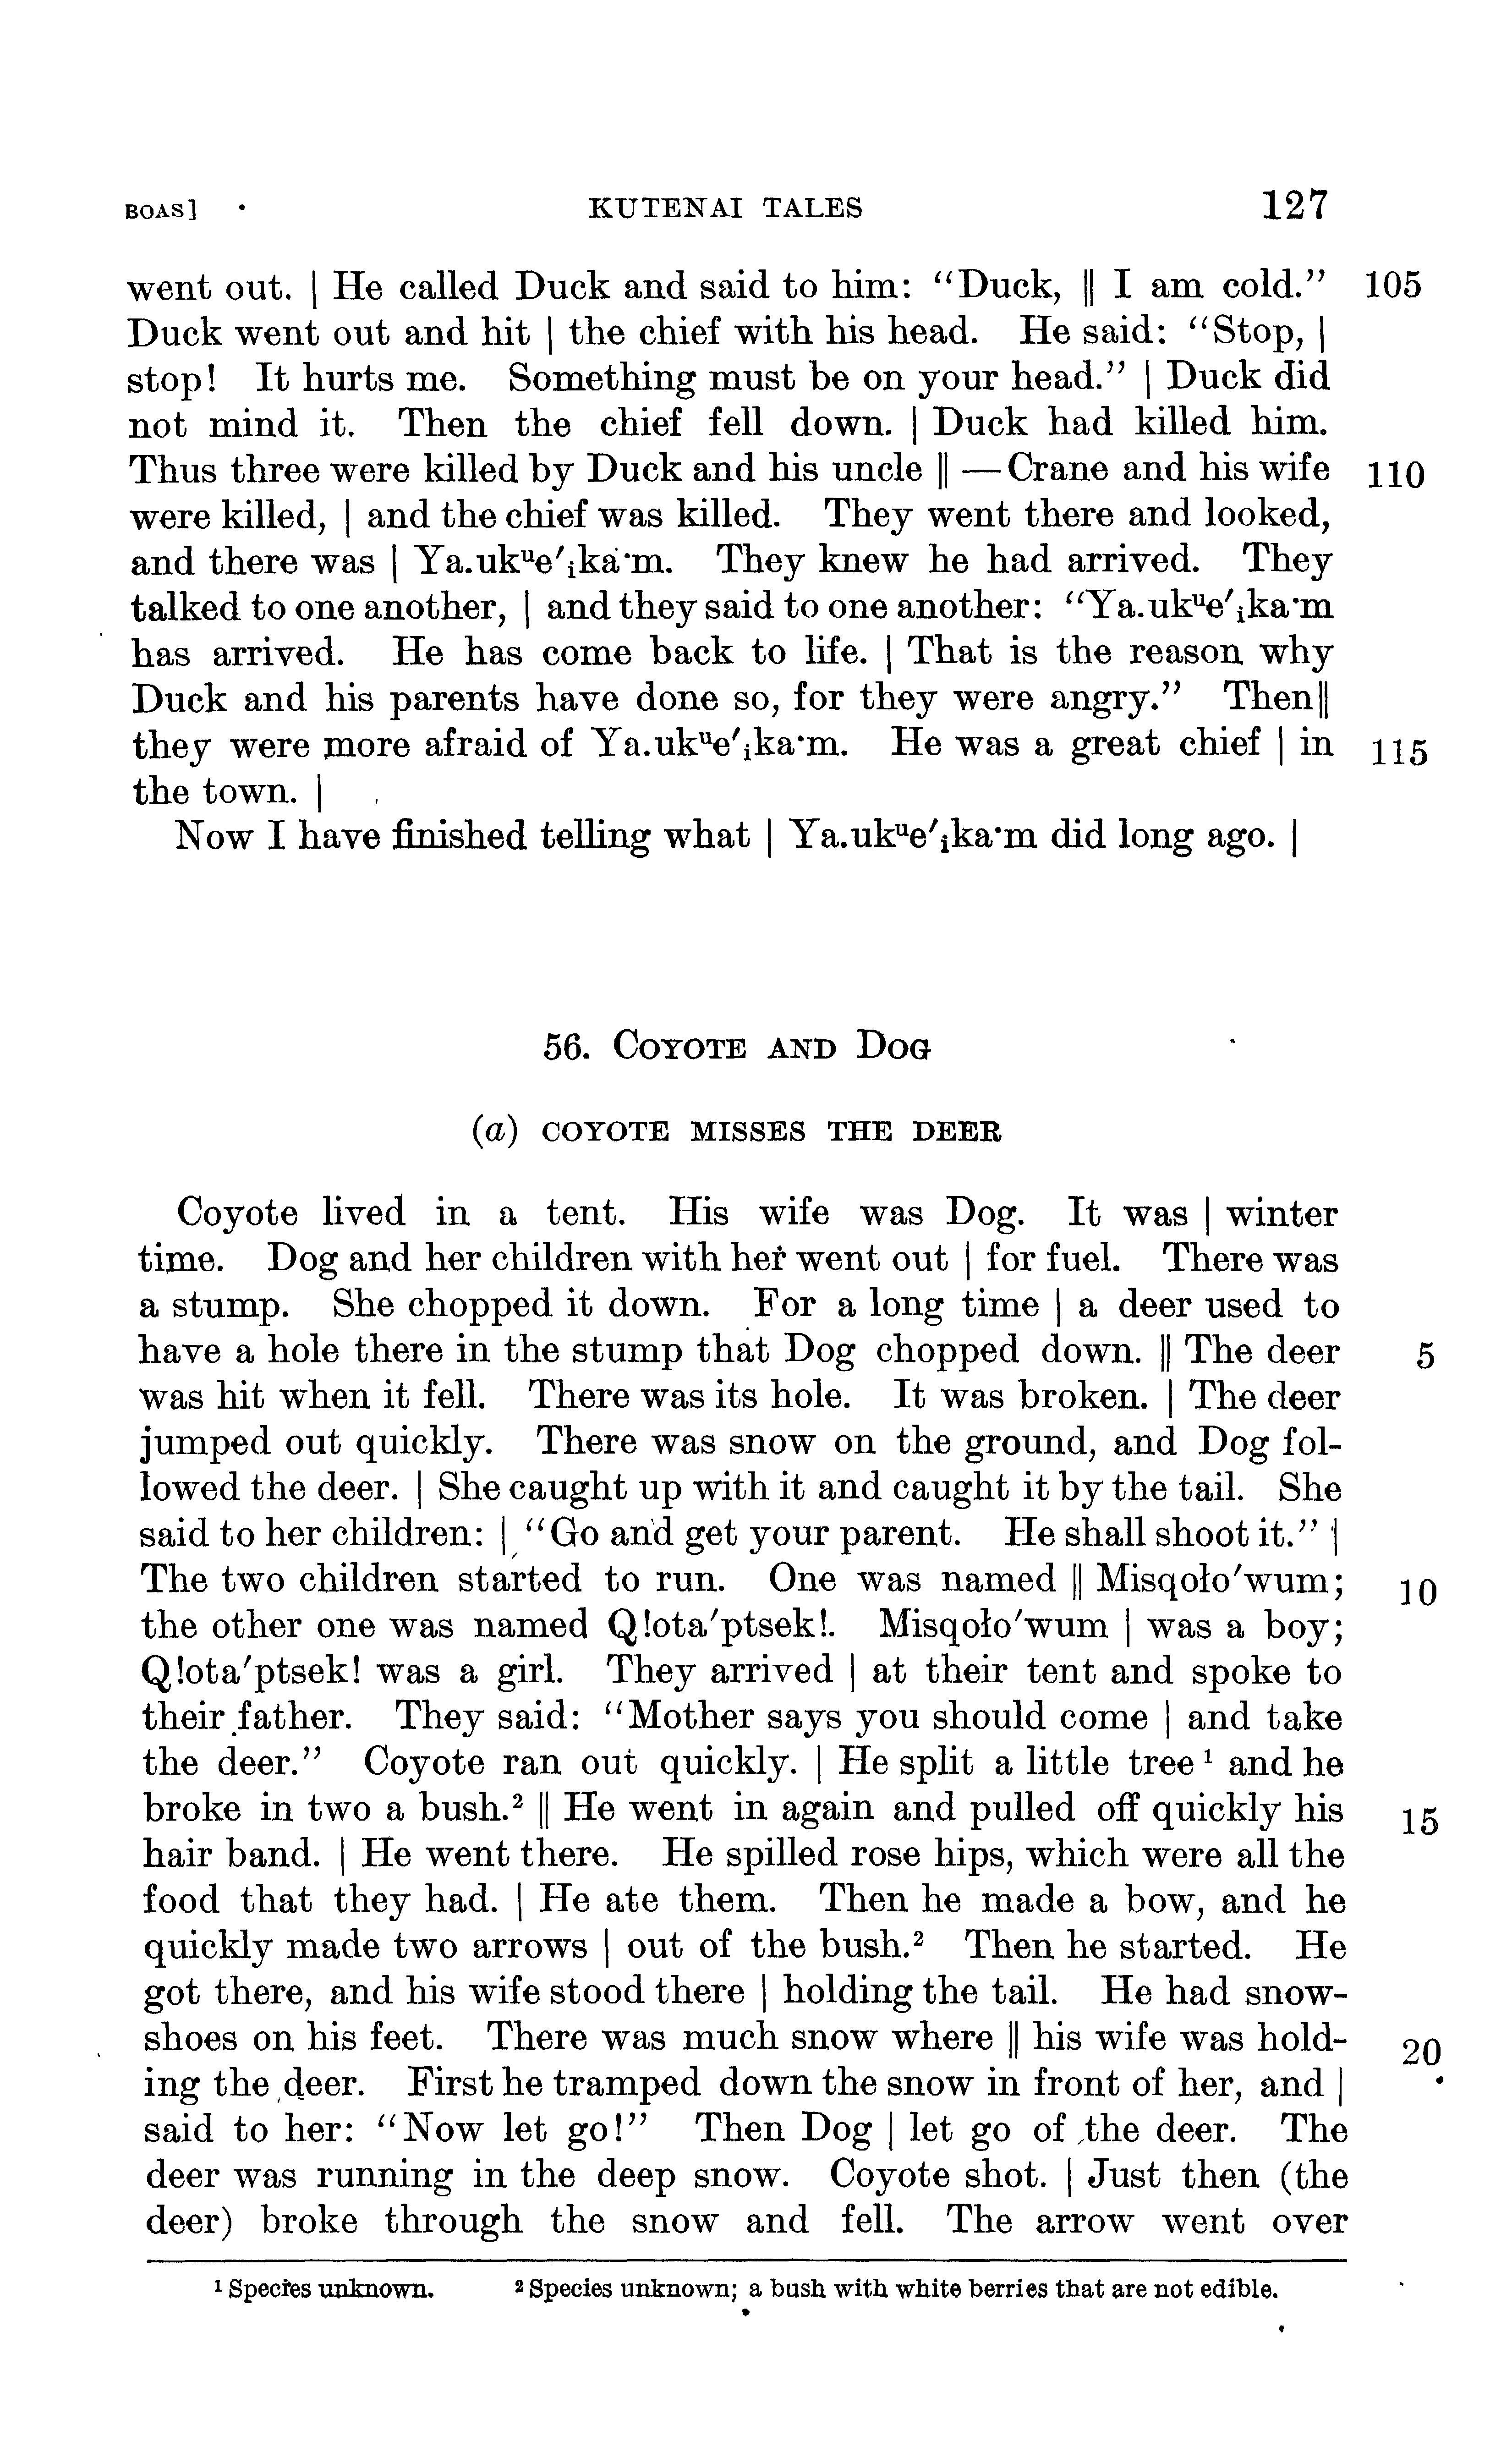 BOAS] KUTENAI TALES 127
went out. | He called Duck and said to him: “Duck, ‖ I am cold.” 105
Duck went out and hit | the chief with his head. He said: “Stop, |
stop! It hurts me. Something must be on your head.” | Duck did
not mind it. Then the chief fell down. | Duck had killed him.
Thus three were killed by Duck and his uncle ‖ —Crane and his wife 110
were killed, | and the chief was killed. They went there and looked,
and there was | Ya.ukᵘe′ᵢka·m. They knew he had arrived. They
talked to one another, | and they said to one another: “Ya.ukᵘe′ᵢka·m
has arrived. He has come back to life. | That is the reason why
Duck and his parents have done so, for they were angry.” Then‖
they were more afraid of Ya.ukᵘe′ᵢka·m. He was a great chief | in 115
the town. |
Now I have finished telling what | Ya.ukᵘe′ᵢka·m did long ago. |
56. COYOTE AND DOG
(a) COYOTE MISSES THE DEER
Coyote lived in a tent. His wife was Dog. It was | winter
time. Dog and her children with her went out | for fuel. There was
a stump. She chopped it down. For a long time | a deer used to
have a hole there in the stump that Dog chopped down. ‖ The deer 5
was hit when it fell. There was its hole. It was broken. | The deer
jumped out quickly. There was snow on the ground, and Dog fol-
lowed the deer. | She caught up with it and caught it by the tail. She
said to her children: | “Go and get your parent. He shall shoot it.” |
The two children started to run. One was named ‖ Misqoło′wum; 10
the other one was named Q!ota′ptsek!. Misqoło′wum | was a boy;
Q!ota′ptsek! was a girl. They arrived | at their tent and spoke to
their father. They said: “Mother says you should come | and take
the deer.” Coyote ran out quickly. | He split a little tree¹ and he
broke in two a bush.² ‖ He went in again and pulled off quickly his 15
hair band. | He went there. He spilled rose hips, which were all the
food that they had. | He ate them. Then he made a bow, and he
quickly made two arrows | out of the bush.² Then he started. He
got there, and his wife stood there | holding the tail. He had snow-
shoes on his feet. There was much snow where ‖ his wife was hold- 20
ing the deer. First he tramped down the snow in front of her, and |
said to her: “Now let go!” Then Dog | let go of the deer. The
deer was running in the deep snow. Coyote shot. | Just then (the
deer) broke through the snow and fell. The arrow went over
¹ Species unknown. ² Species unknown; a bush with white berries that are not edible.